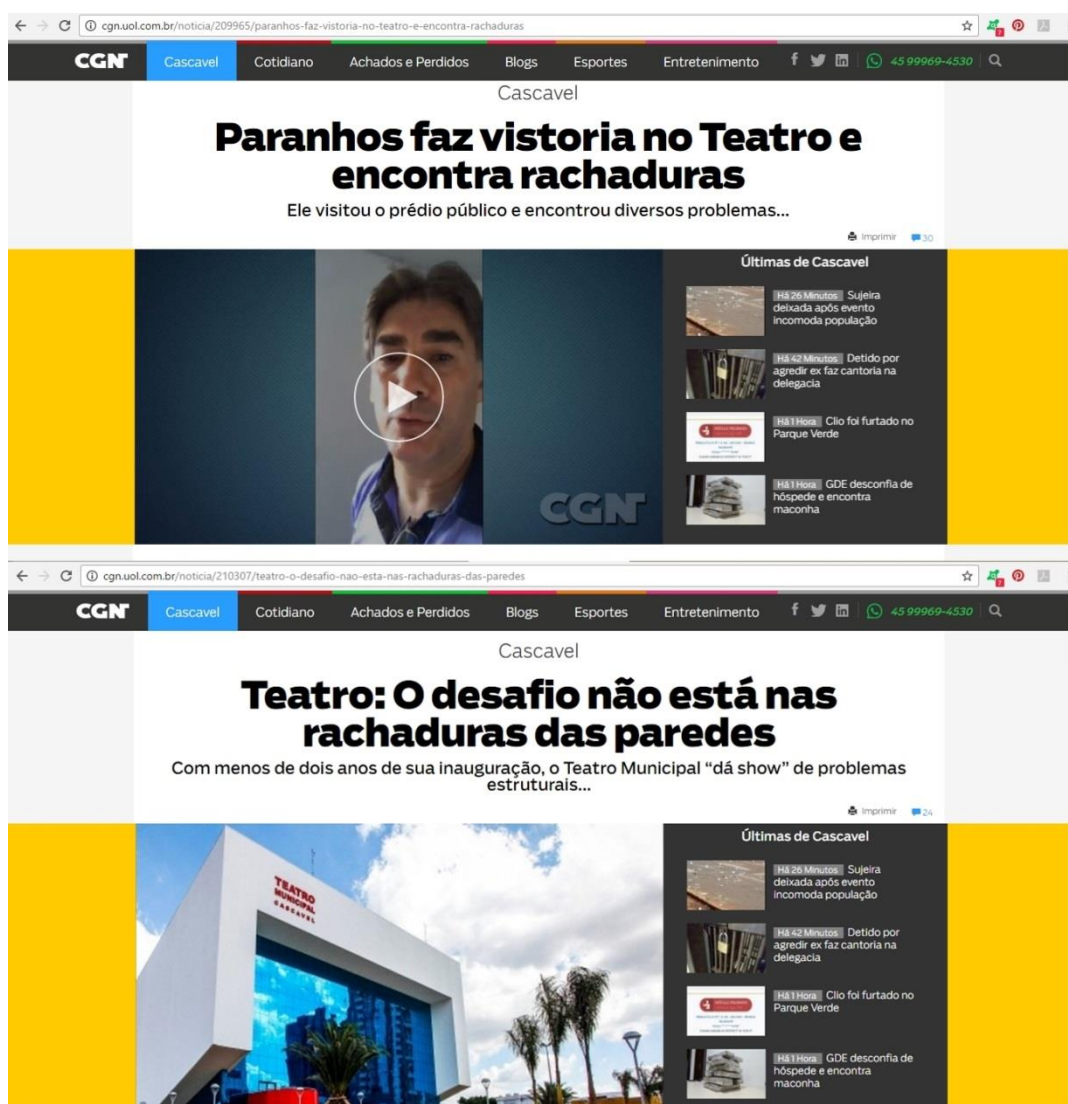 cgn.uol.com.br/noticia/209965/paranhos-faz-vistoria-no-teatro-e-encontra-rachaduras
CGN Cascavel Cotidiano Achados e Perdidos Blogs Esportes Entretenimento 45 99969-4530
Cascavel
Paranhos faz vistoria no Teatro e
encontra rachaduras
Ele visitou o prédio público e encontrou diversos problemas...
Imprimir 30
Últimas de Cascavel
Há 26 Minutos Sujeira
deixada após evento
incomoda população
Há 42 Minutos Detido por
agredir ex faz cantoria na
delegacia
Há 1 Hora Clio foi furtado no
Parque Verde
Há 1 Hora GDE desconfia de
hóspede e encontra
maconha
CGN
cgn.uol.com.br/noticia/210307/teatro-o-desafio-nao-esta-nas-rachaduras-das-paredes
CGN Cascavel Cotidiano Achados e Perdidos Blogs Esportes Entretenimento 45 99969-4530
Cascavel
Teatro: O desafio não está nas
rachaduras das paredes
Com menos de dois anos de sua inauguração, o Teatro Municipal “dá show” de problemas
estruturais...
Imprimir 24
Últimas de Cascavel
TEATRO
MUNICIPAL
CASCAVEL
Há 26 Minutos Sujeira
deixada após evento
incomoda população
Há 42 Minutos Detido por
agredir ex faz cantoria na
delegacia
Há 1 Hora Clio foi furtado no
Parque Verde
Há 1 Hora GDE desconfia de
hóspede e encontra
maconha